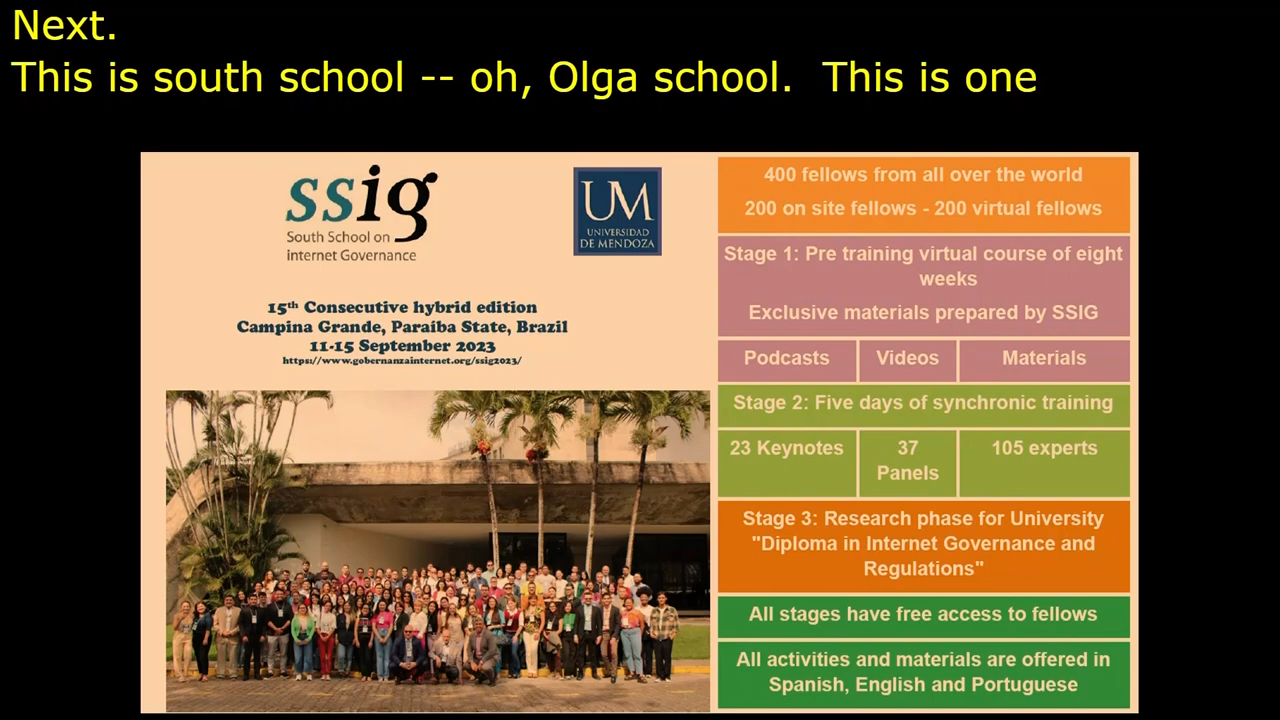 Next.
This is south school -- oh, Olga school.  This is one
ssig
South School on
Internet Governance
UM
UNIVERSIDAD
DE MENDOZA
15th Consecutive hybrid edition
Campina Grande, Paraiba State, Brazil
11-15 September 2023
https://www.gobernanzainternet.org/ssig2023/
400 fellows from all over the world
200 on site fellows - 200 virtual fellows
Stage 1: Pre training virtual course of eight
weeks
Exclusive materials prepared by SSIG
Podcasts
Videos
Materials
Stage 2: Five days of synchronic training
23 Keynotes
37
Panels
105 experts
Stage 3: Research phase for University
"Diploma in Internet Governance and
Regulations"
All stages have free access to fellows
All activities and materials are offered in
Spanish, English and Portuguese